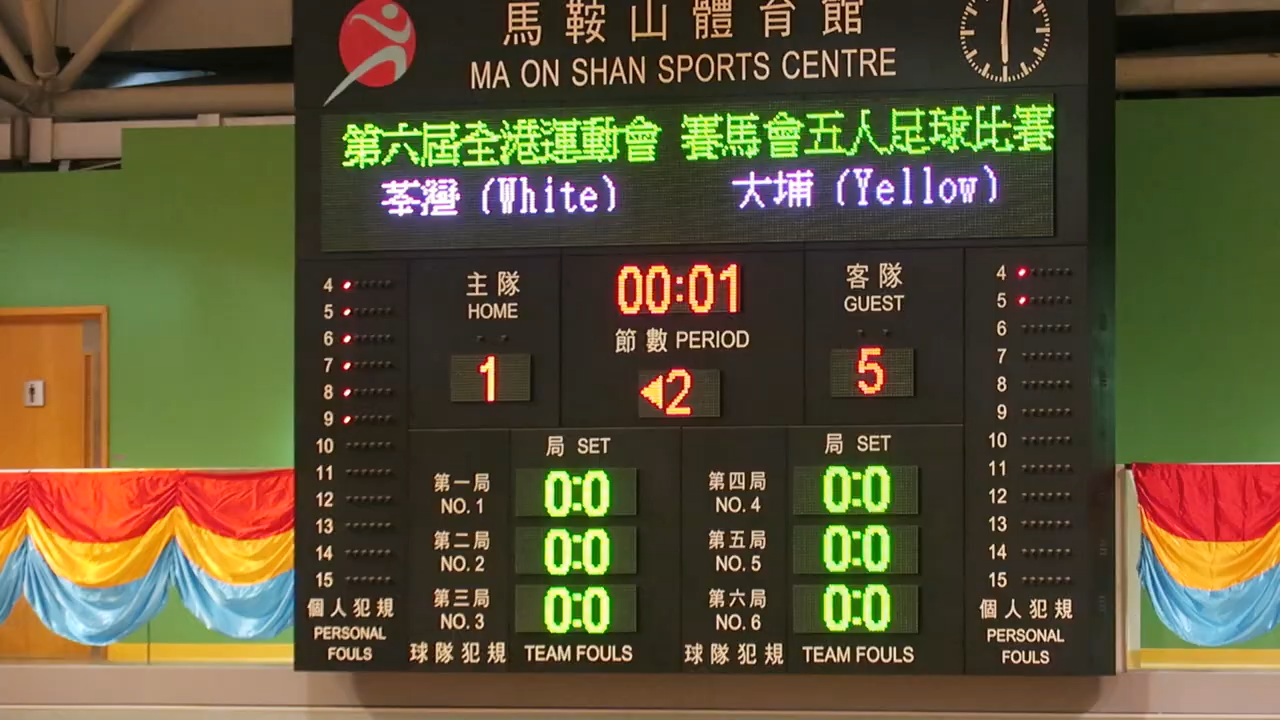 馬鞍山體育館
MA ON SHAN SPORTS CENTRE
第六屆全港運動會 賽馬會五人足球比賽
荃灣 (White) 大埔 (Yellow)
主隊
HOME
1
00:01
節數 PERIOD
◀2
客隊
GUEST
5
4
5
6
7
8
9
10
11
12
13
14
15
個人犯規
PERSONAL
FOULS
局 SET
第一局
NO. 1
0:0
第二局
NO. 2
0:0
第三局
NO. 3
0:0
球隊犯規 TEAM FOULS
局 SET
第四局
NO. 4
0:0
第五局
NO. 5
0:0
第六局
NO. 6
0:0
球隊犯規 TEAM FOULS
4
5
6
7
8
9
10
11
12
13
14
15
個人犯規
PERSONAL
FOULS